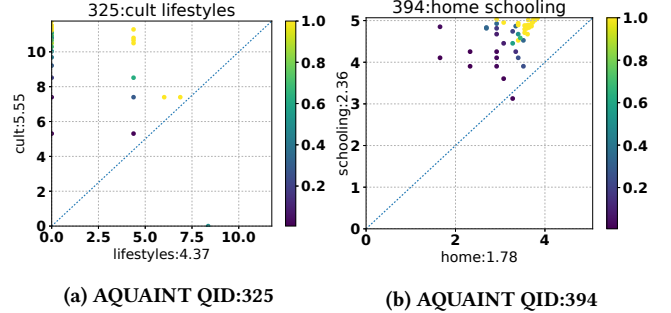 325:cult lifestyles
cult:5.55
10
8
6
4
2
0
0.0 2.5 5.0 7.5 10.0
lifestyles:4.37
1.0
0.8
0.6
0.4
0.2
(a) AQUAINT QID:325
394:home schooling
schooling:2.36
5
4
3
2
1
0
0 2 4
home:1.78
1.0
0.8
0.6
0.4
0.2
(b) AQUAINT QID:394